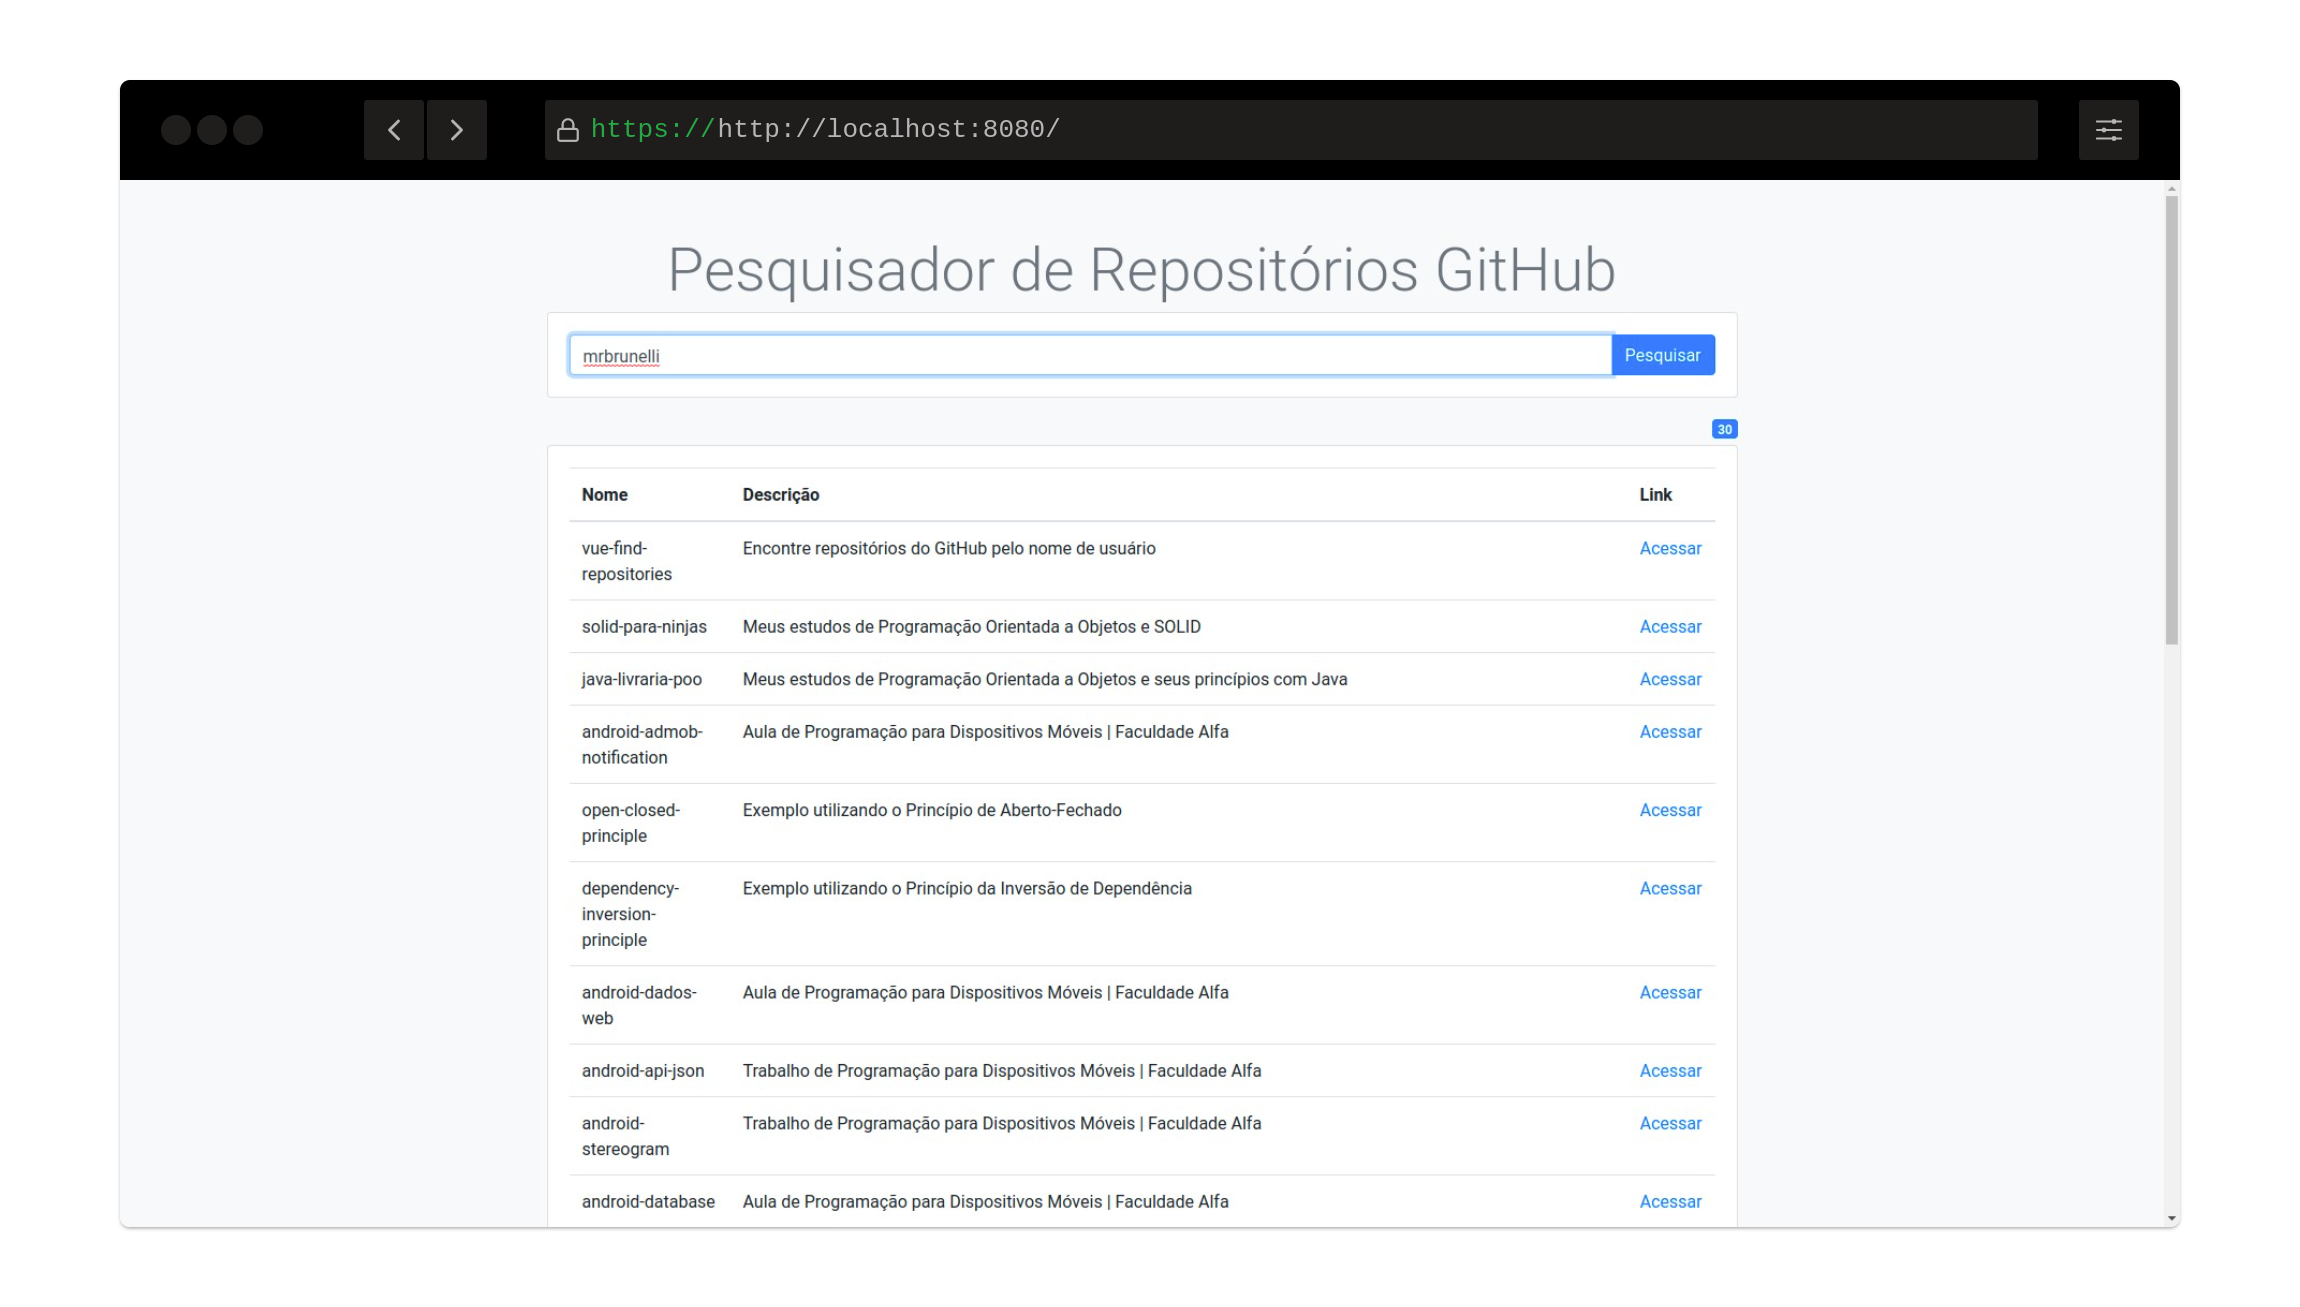 https://http://localhost:8080/
Pesquisador de Repositórios GitHub
mrbrunelli Pesquisar
30
Nome Descrição Link
vue-find- Encontre repositórios do GitHub pelo nome de usuário Acessar
repositories
solid-para-ninjas Meus estudos de Programação Orientada a Objetos e SOLID Acessar
java-livraria-poo Meus estudos de Programação Orientada a Objetos e seus princípios com Java Acessar
android-admob- Aula de Programação para Dispositivos Móveis | Faculdade Alfa Acessar
notification
open-closed- Exemplo utilizando o Princípio de Aberto-Fechado Acessar
principle
dependency- Exemplo utilizando o Princípio da Inversão de Dependência Acessar
inversion-
principle
android-dados- Aula de Programação para Dispositivos Móveis | Faculdade Alfa Acessar
web
android-api-json Trabalho de Programação para Dispositivos Móveis | Faculdade Alfa Acessar
android- Trabalho de Programação para Dispositivos Móveis | Faculdade Alfa Acessar
stereogram
android-database Aula de Programação para Dispositivos Móveis | Faculdade Alfa Acessar